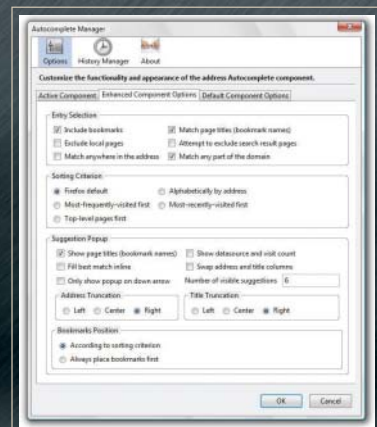 Autocomplete Manager
Options History Manager About
Customize the functionality and appearance of the address Autocomplete component.
Active Component Enhanced Component Options Default Component Options
Entry Selection
Include bookmarks Match page titles (bookmark names)
Exclude local pages Attempt to exclude search result pages
Match anywhere in the address Match any part of the domain
Sorting Criterion
Firefox default Alphabetically by address
Most-frequently-visited first Most-recently-visited first
Top-level pages first
Suggestion Popup
Show page titles (bookmark names) Show datasource and visit count
Fill best match inline Swap address and title columns
Only show popup on down arrow Number of visible suggestions 6
Address Truncation Title Truncation
Left Center Right Left Center Right
Bookmarks Position
According to sorting criterion
Always place bookmarks first
OK Cancel